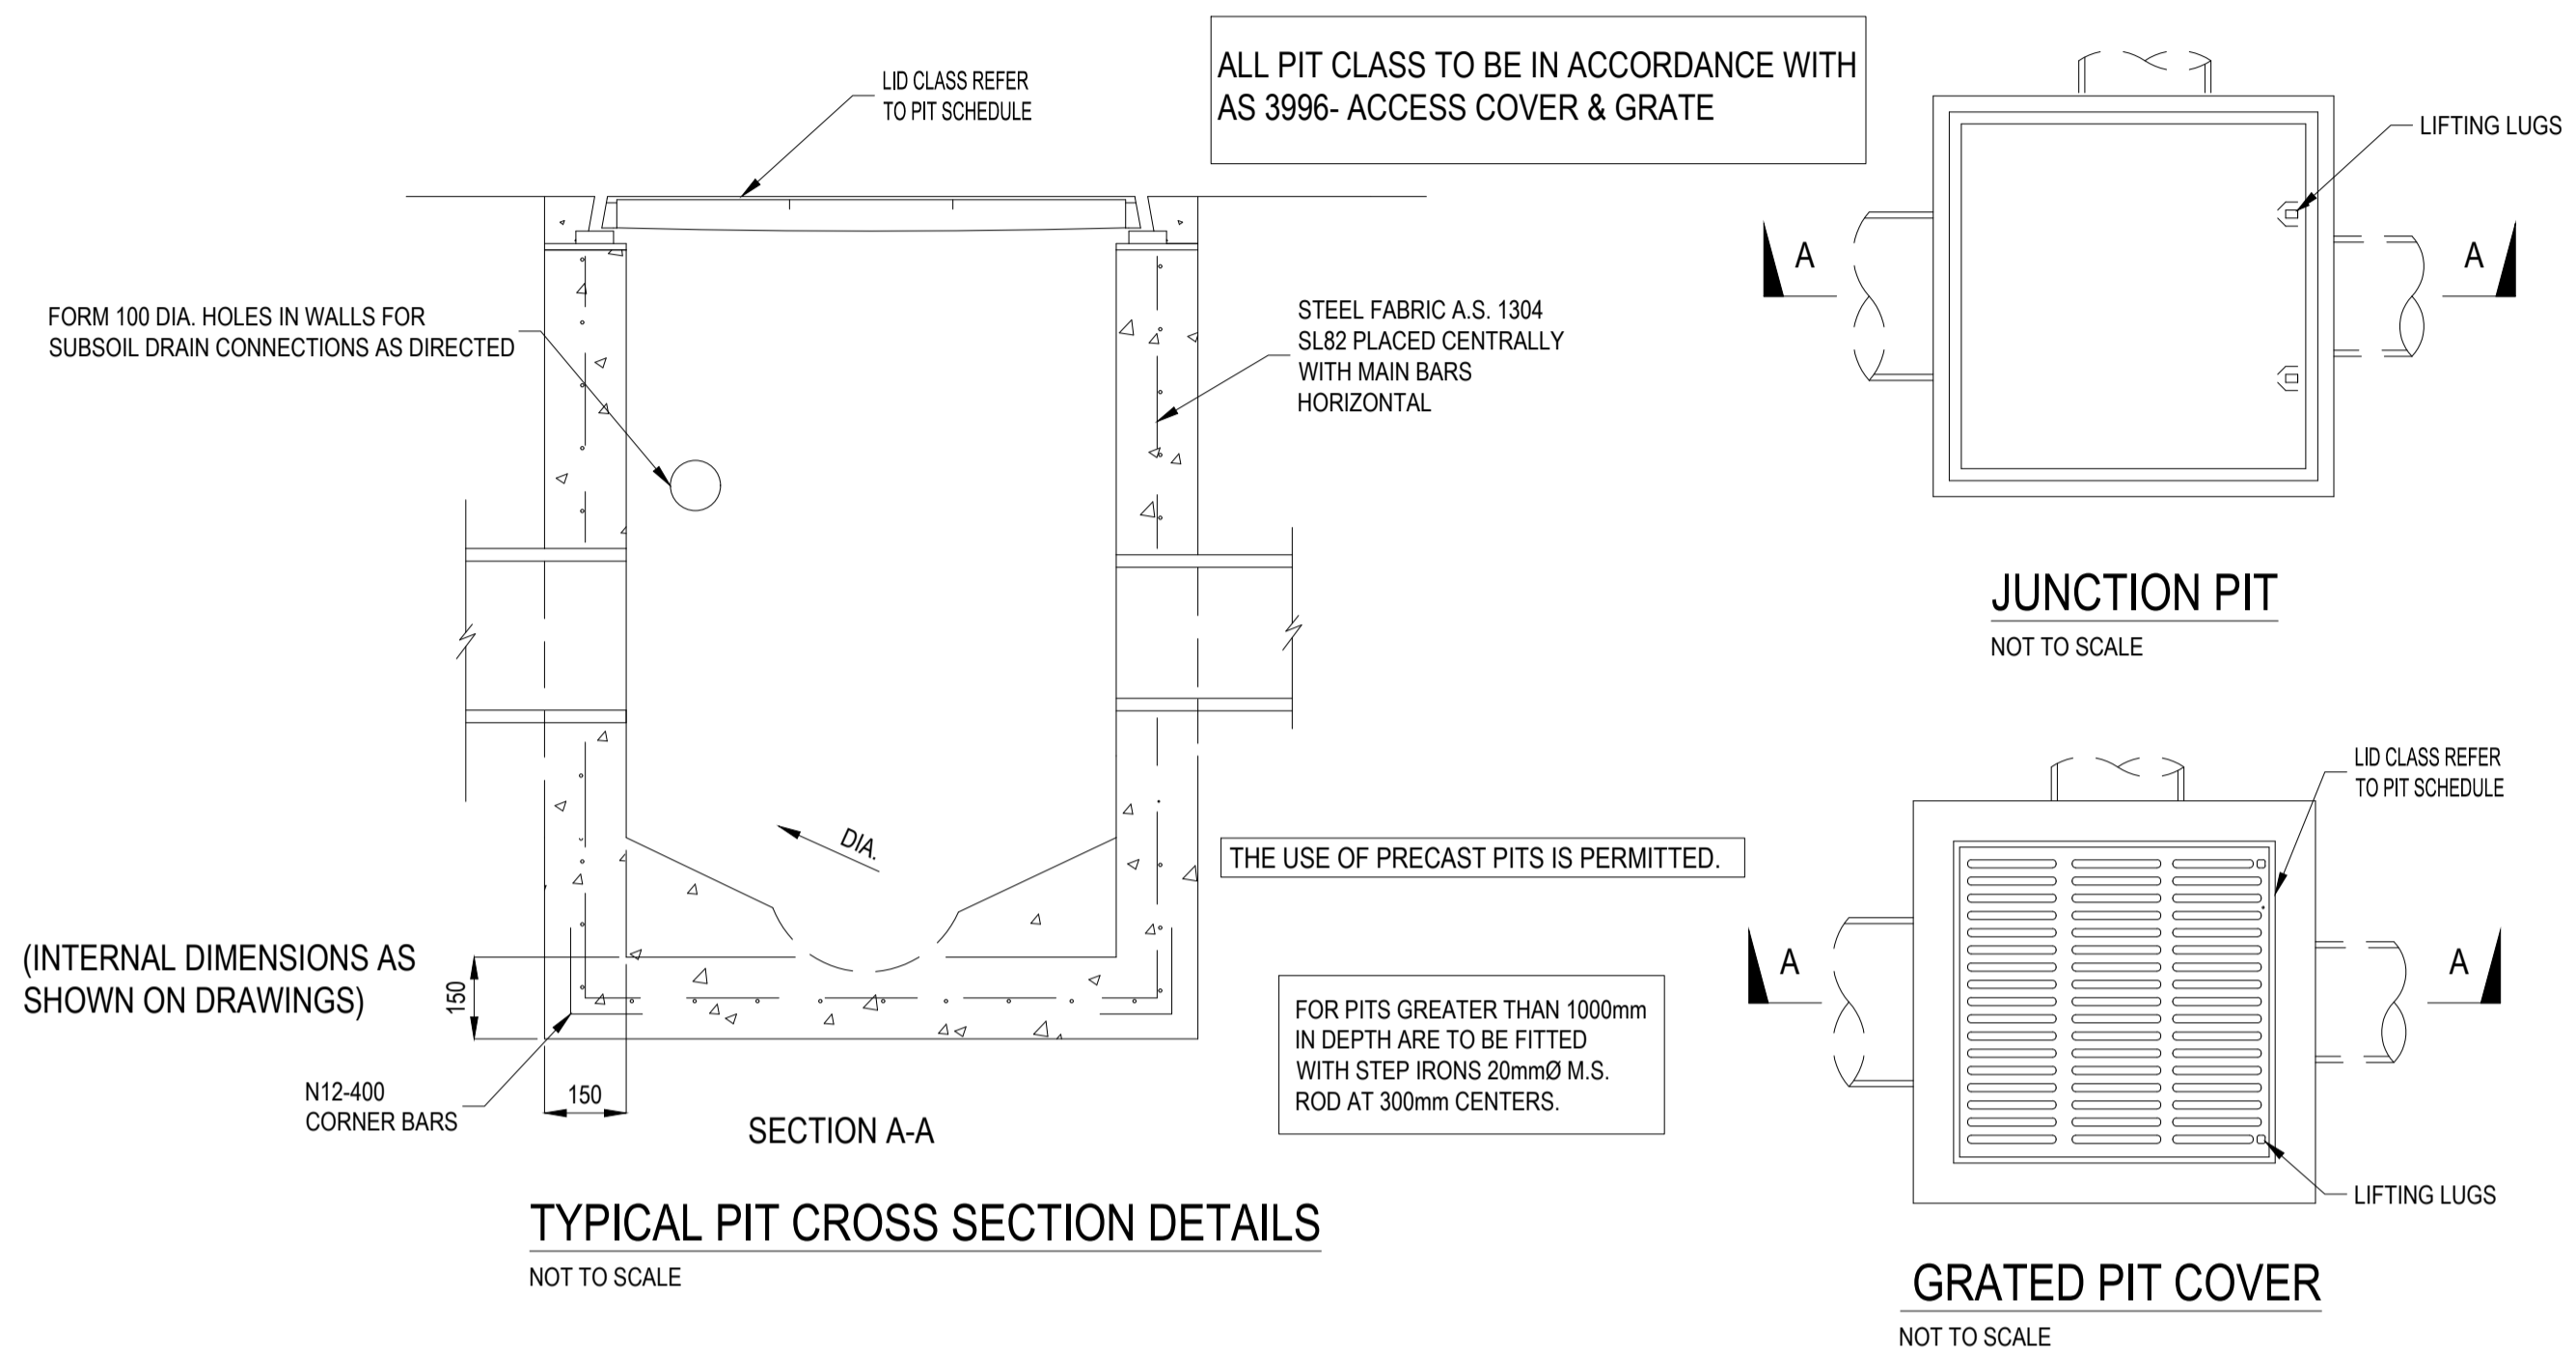 LID CLASS REFER
TO PIT SCHEDULE
ALL PIT CLASS TO BE IN ACCORDANCE WITH
AS 3996- ACCESS COVER & GRATE
LIFTING LUGS
A
A
FORM 100 DIA. HOLES IN WALLS FOR
SUBSOIL DRAIN CONNECTIONS AS DIRECTED
STEEL FABRIC A.S. 1304
SL82 PLACED CENTRALLY
WITH MAIN BARS
HORIZONTAL
JUNCTION PIT
NOT TO SCALE
DIA.
THE USE OF PRECAST PITS IS PERMITTED.
LID CLASS REFER
TO PIT SCHEDULE
(INTERNAL DIMENSIONS AS
SHOWN ON DRAWINGS)
150
A
A
FOR PITS GREATER THAN 1000mm
IN DEPTH ARE TO BE FITTED
WITH STEP IRONS 20mmØ M.S.
ROD AT 300mm CENTERS.
N12-400
CORNER BARS
150
SECTION A-A
LIFTING LUGS
TYPICAL PIT CROSS SECTION DETAILS
NOT TO SCALE
GRATED PIT COVER
NOT TO SCALE